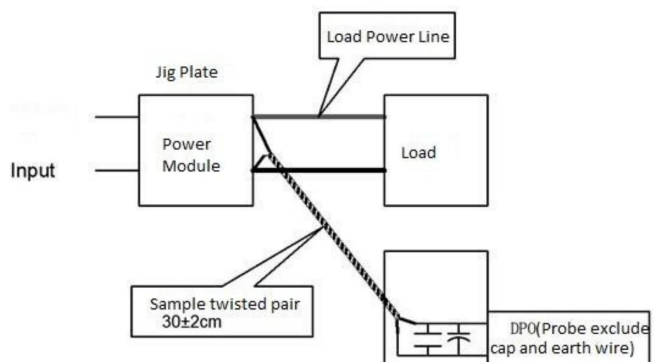 Load Power Line
Jig Plate
Power
Module
Load
Input
Sample twisted pair
30±2cm
DPO(Probe exclude
cap and earth wire)